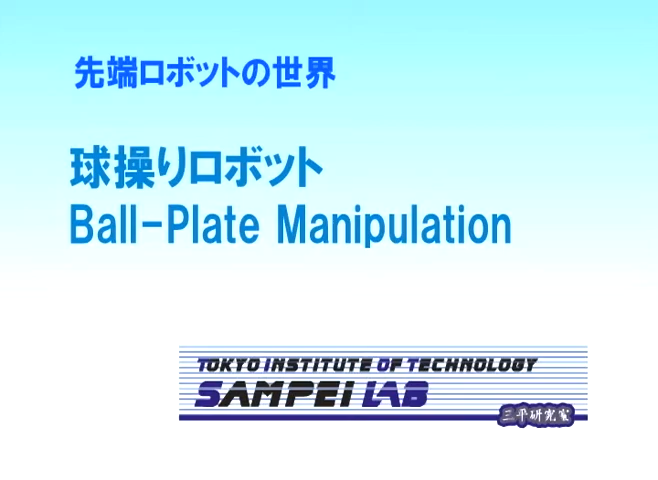 先端ロボットの世界
球操りロボット
Ball-Plate Manipulation
TOKYO INSTITUTE OF TECHNOLOGY
SAMPEI LAB
三平研究室